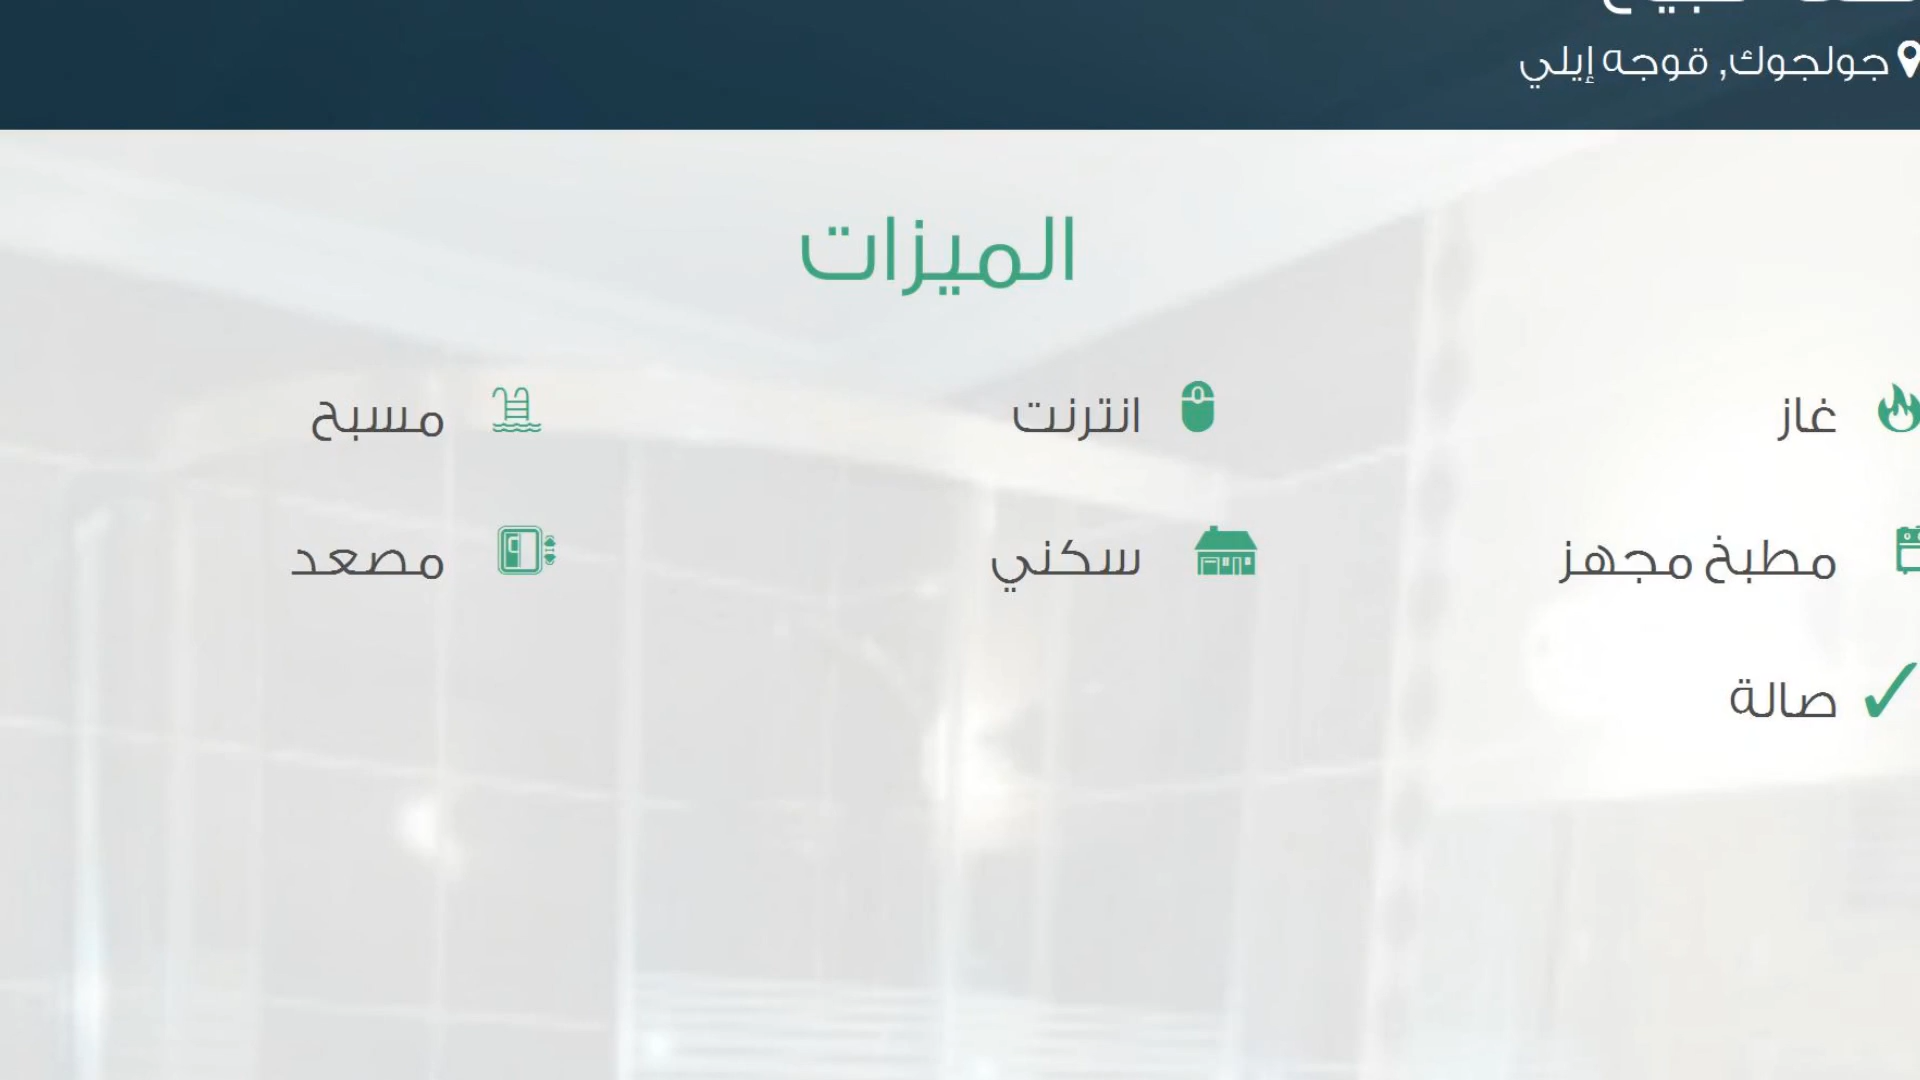 جولجوك, قوجه إيلي
الميزات
غاز
انترنت
مسبح
مطبخ مجهز
سكني
مصعد
صالة